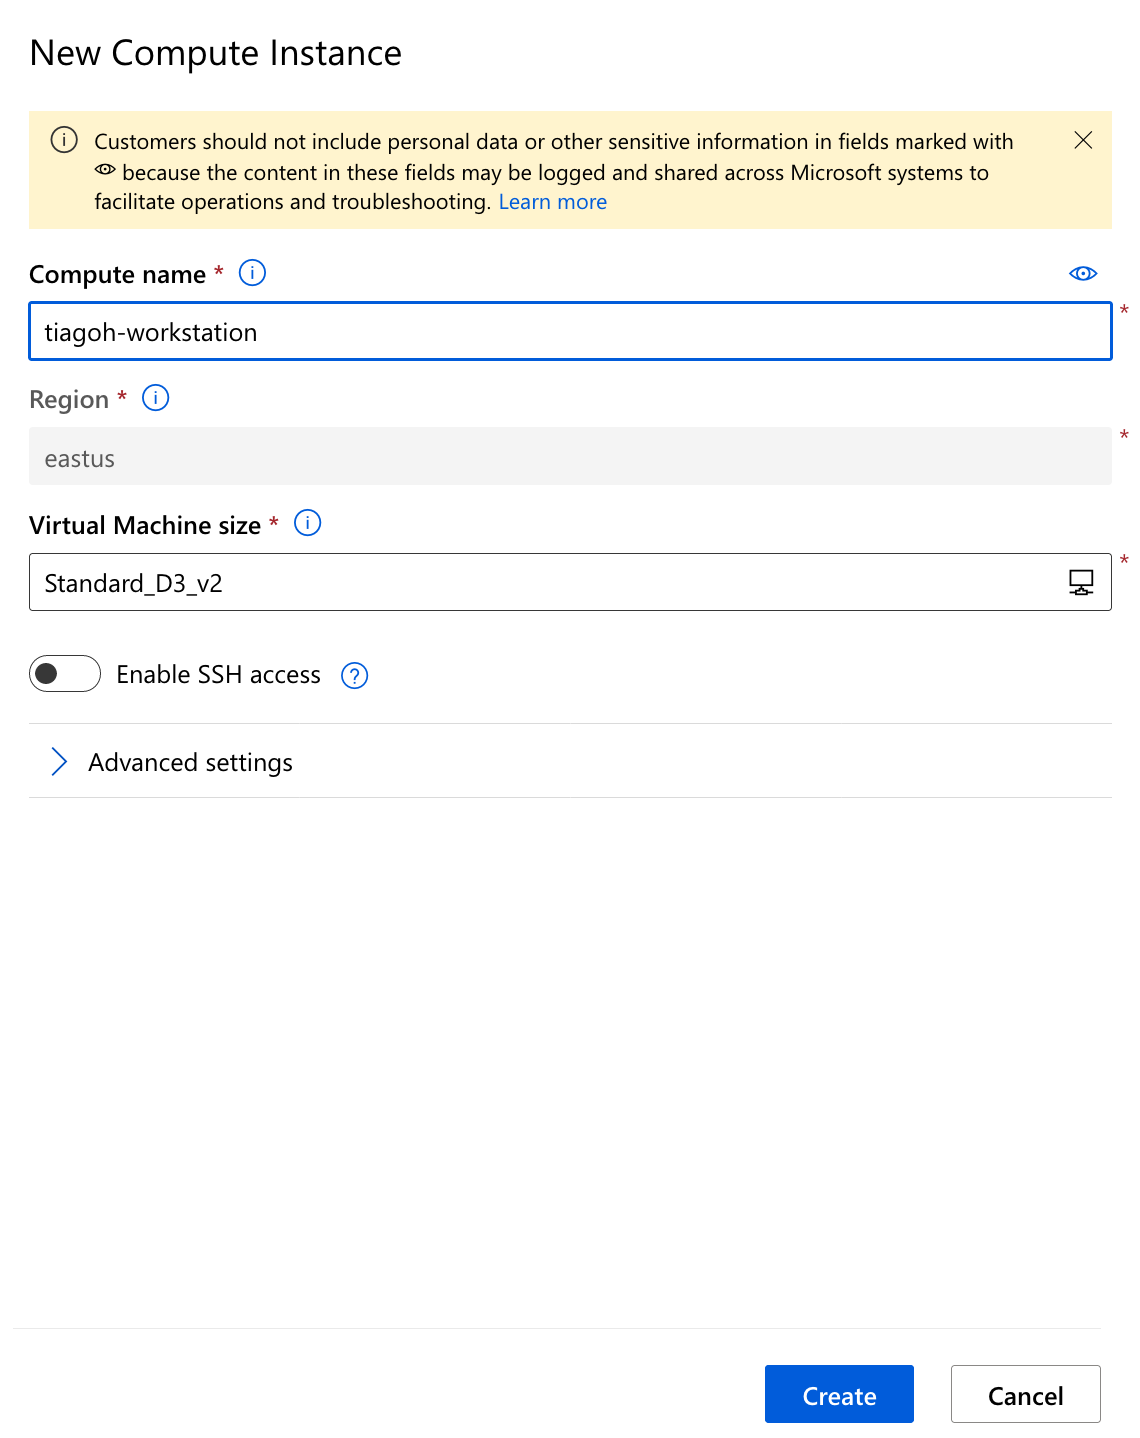 New Compute Instance
Customers should not include personal data or other sensitive information in fields marked with
because the content in these fields may be logged and shared across Microsoft systems to
facilitate operations and troubleshooting. Learn more
Compute name *
*
tiagoh-workstation
Region *
*
eastus
Virtual Machine size *
*
Standard_D3_v2
Enable SSH access
Advanced settings
Create Cancel